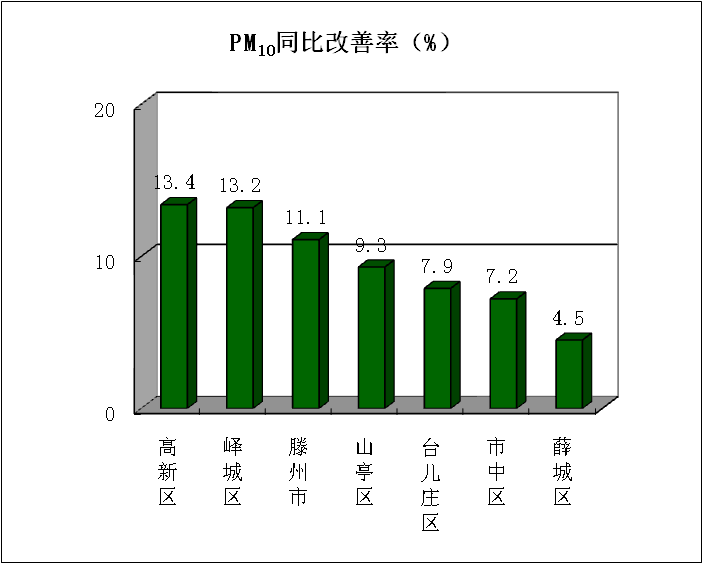 PM10同比改善率（%）
20
10
0
13.4
13.2
11.1
9.3
7.9
7.2
4.5
高新区
峄城区
滕州市
山亭区
台儿庄区
市中区
薛城区